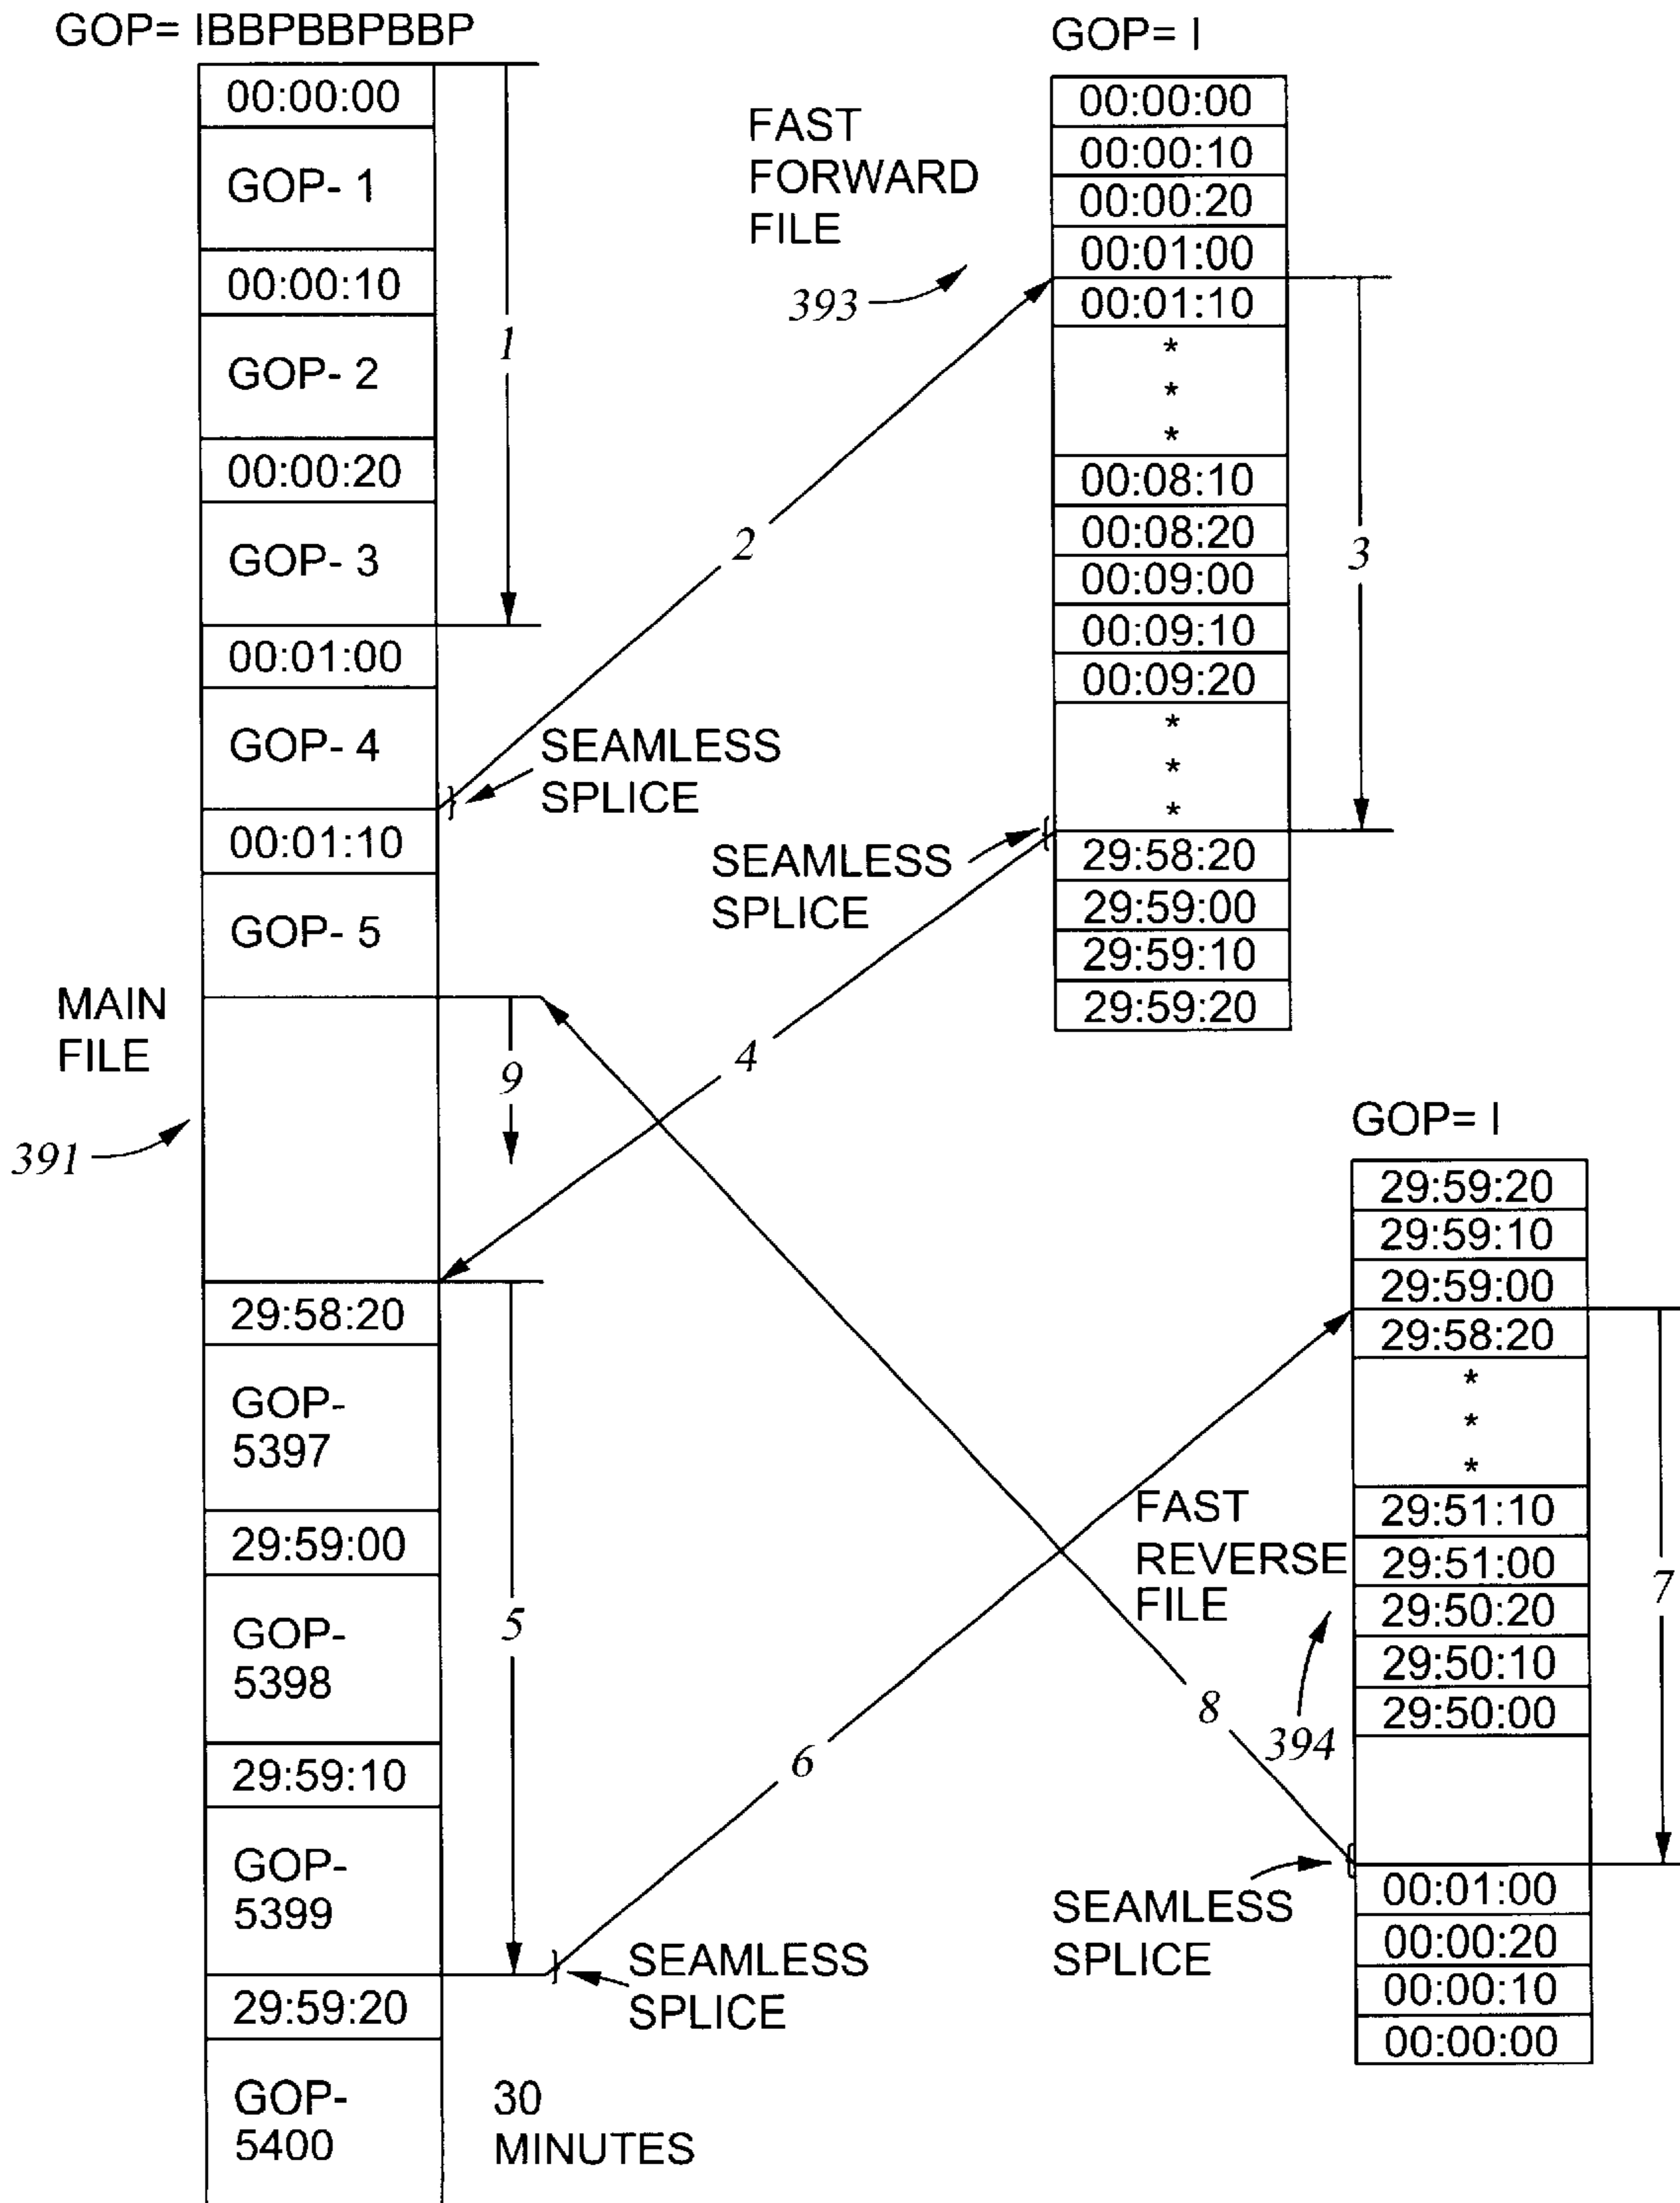 GOP= IBBPBBPBBP
00:00:00
GOP- 1
00:00:10
GOP- 2
00:00:20
GOP- 3
00:01:00
GOP- 4
00:01:10
GOP- 5
29:58:20
GOP-
5397
29:59:00
GOP-
5398
29:59:10
GOP-
5399
29:59:20
GOP-
5400
30
MINUTES
MAIN
FILE
391
1
2
SEAMLESS
SPLICE
9
4
5
6
SEAMLESS
SPLICE
GOP= I
FAST
FORWARD
FILE
393
00:00:00
00:00:10
00:00:20
00:01:00
00:01:10
*
*
*
00:08:10
00:08:20
00:09:00
00:09:10
00:09:20
*
*
*
29:58:20
29:59:00
29:59:10
29:59:20
3
SEAMLESS
SPLICE
GOP= I
29:59:20
29:59:10
29:59:00
29:58:20
*
*
*
29:51:10
29:51:00
29:50:20
29:50:10
29:50:00
00:01:00
00:00:20
00:00:10
00:00:00
FAST
REVERSE
FILE
394
7
8
SEAMLESS
SPLICE